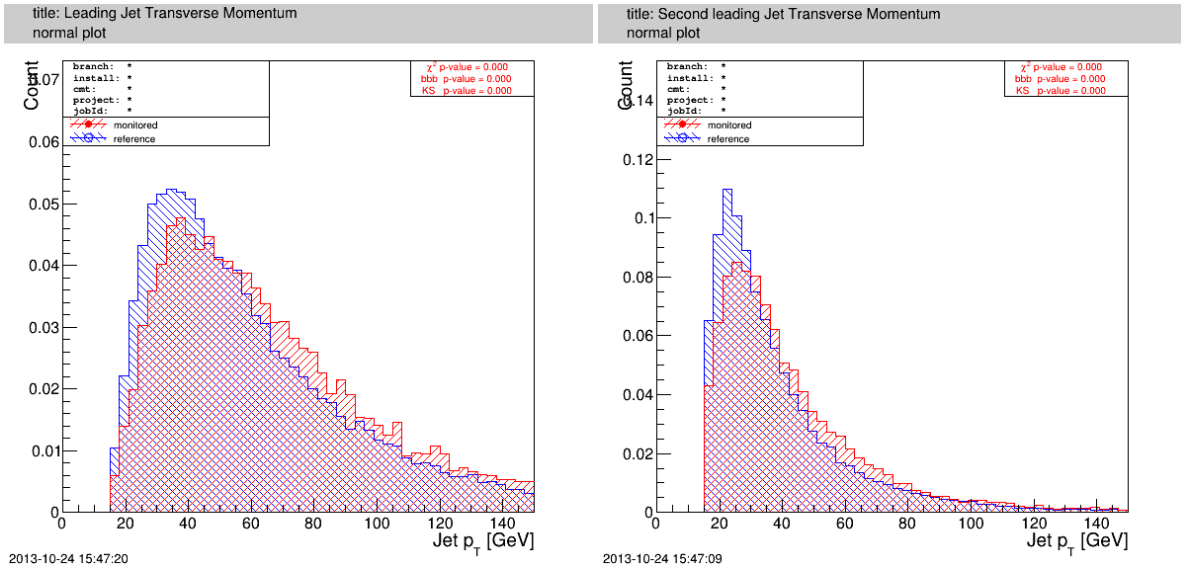 title: Leading Jet Transverse Momentum
normal plot
Count
branch: *
install: *
cmt: *
project: *
jobId: *
monitored
reference
χ² p-value = 0.000
bbb p-value = 0.000
KS p-value = 0.000
0.07
0.06
0.05
0.04
0.03
0.02
0.01
0
0 20 40 60 80 100 120 140
Jet p_T [GeV]
2013-10-24 15:47:20
title: Second leading Jet Transverse Momentum
normal plot
Count
branch: *
install: *
cmt: *
project: *
jobId: *
monitored
reference
χ² p-value = 0.000
bbb p-value = 0.000
KS p-value = 0.000
0.14
0.12
0.1
0.08
0.06
0.04
0.02
0
0 20 40 60 80 100 120 140
Jet p_T [GeV]
2013-10-24 15:47:09